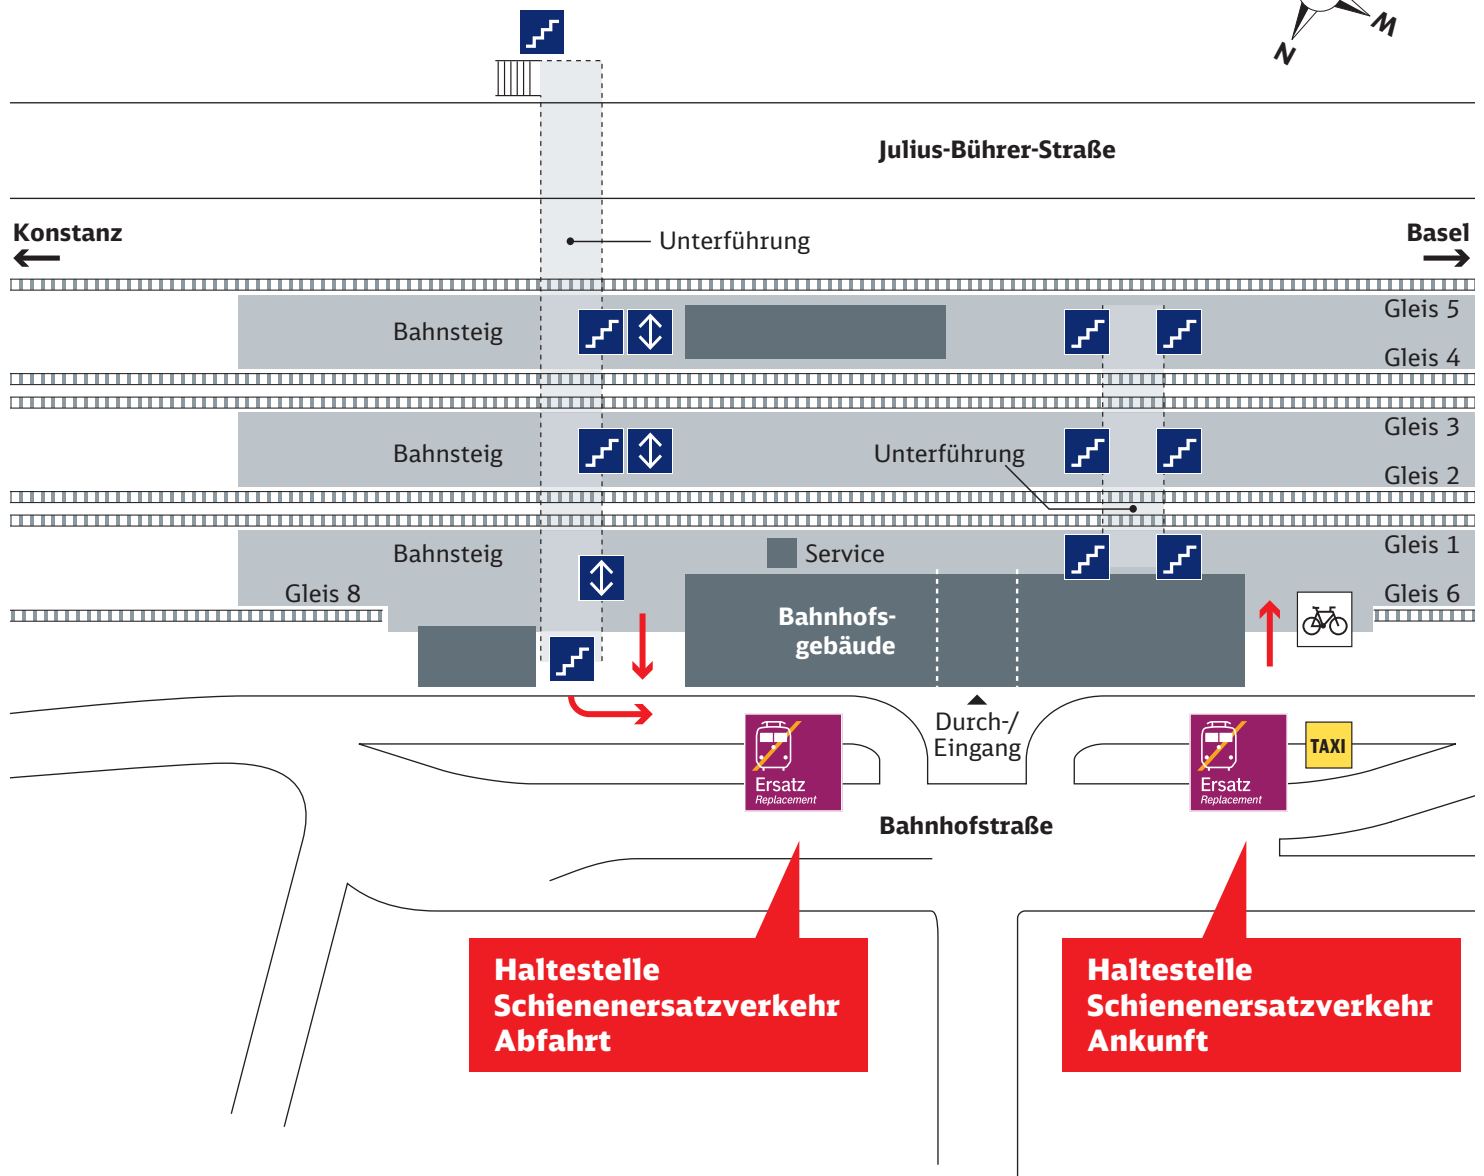 W
N
Julius-Bührer-Straße
Konstanz
Basel
Unterführung
Bahnsteig
Gleis 5
Gleis 4
Bahnsteig
Unterführung
Gleis 3
Gleis 2
Bahnsteig
Service
Gleis 1
Gleis 8
Gleis 6
Bahnhofs-
gebäude
Durch-/
Eingang
Ersatz
Replacement
Ersatz
Replacement
TAXI
Bahnhofstraße
Haltestelle
Schienenersatzverkehr
Abfahrt
Haltestelle
Schienenersatzverkehr
Ankunft